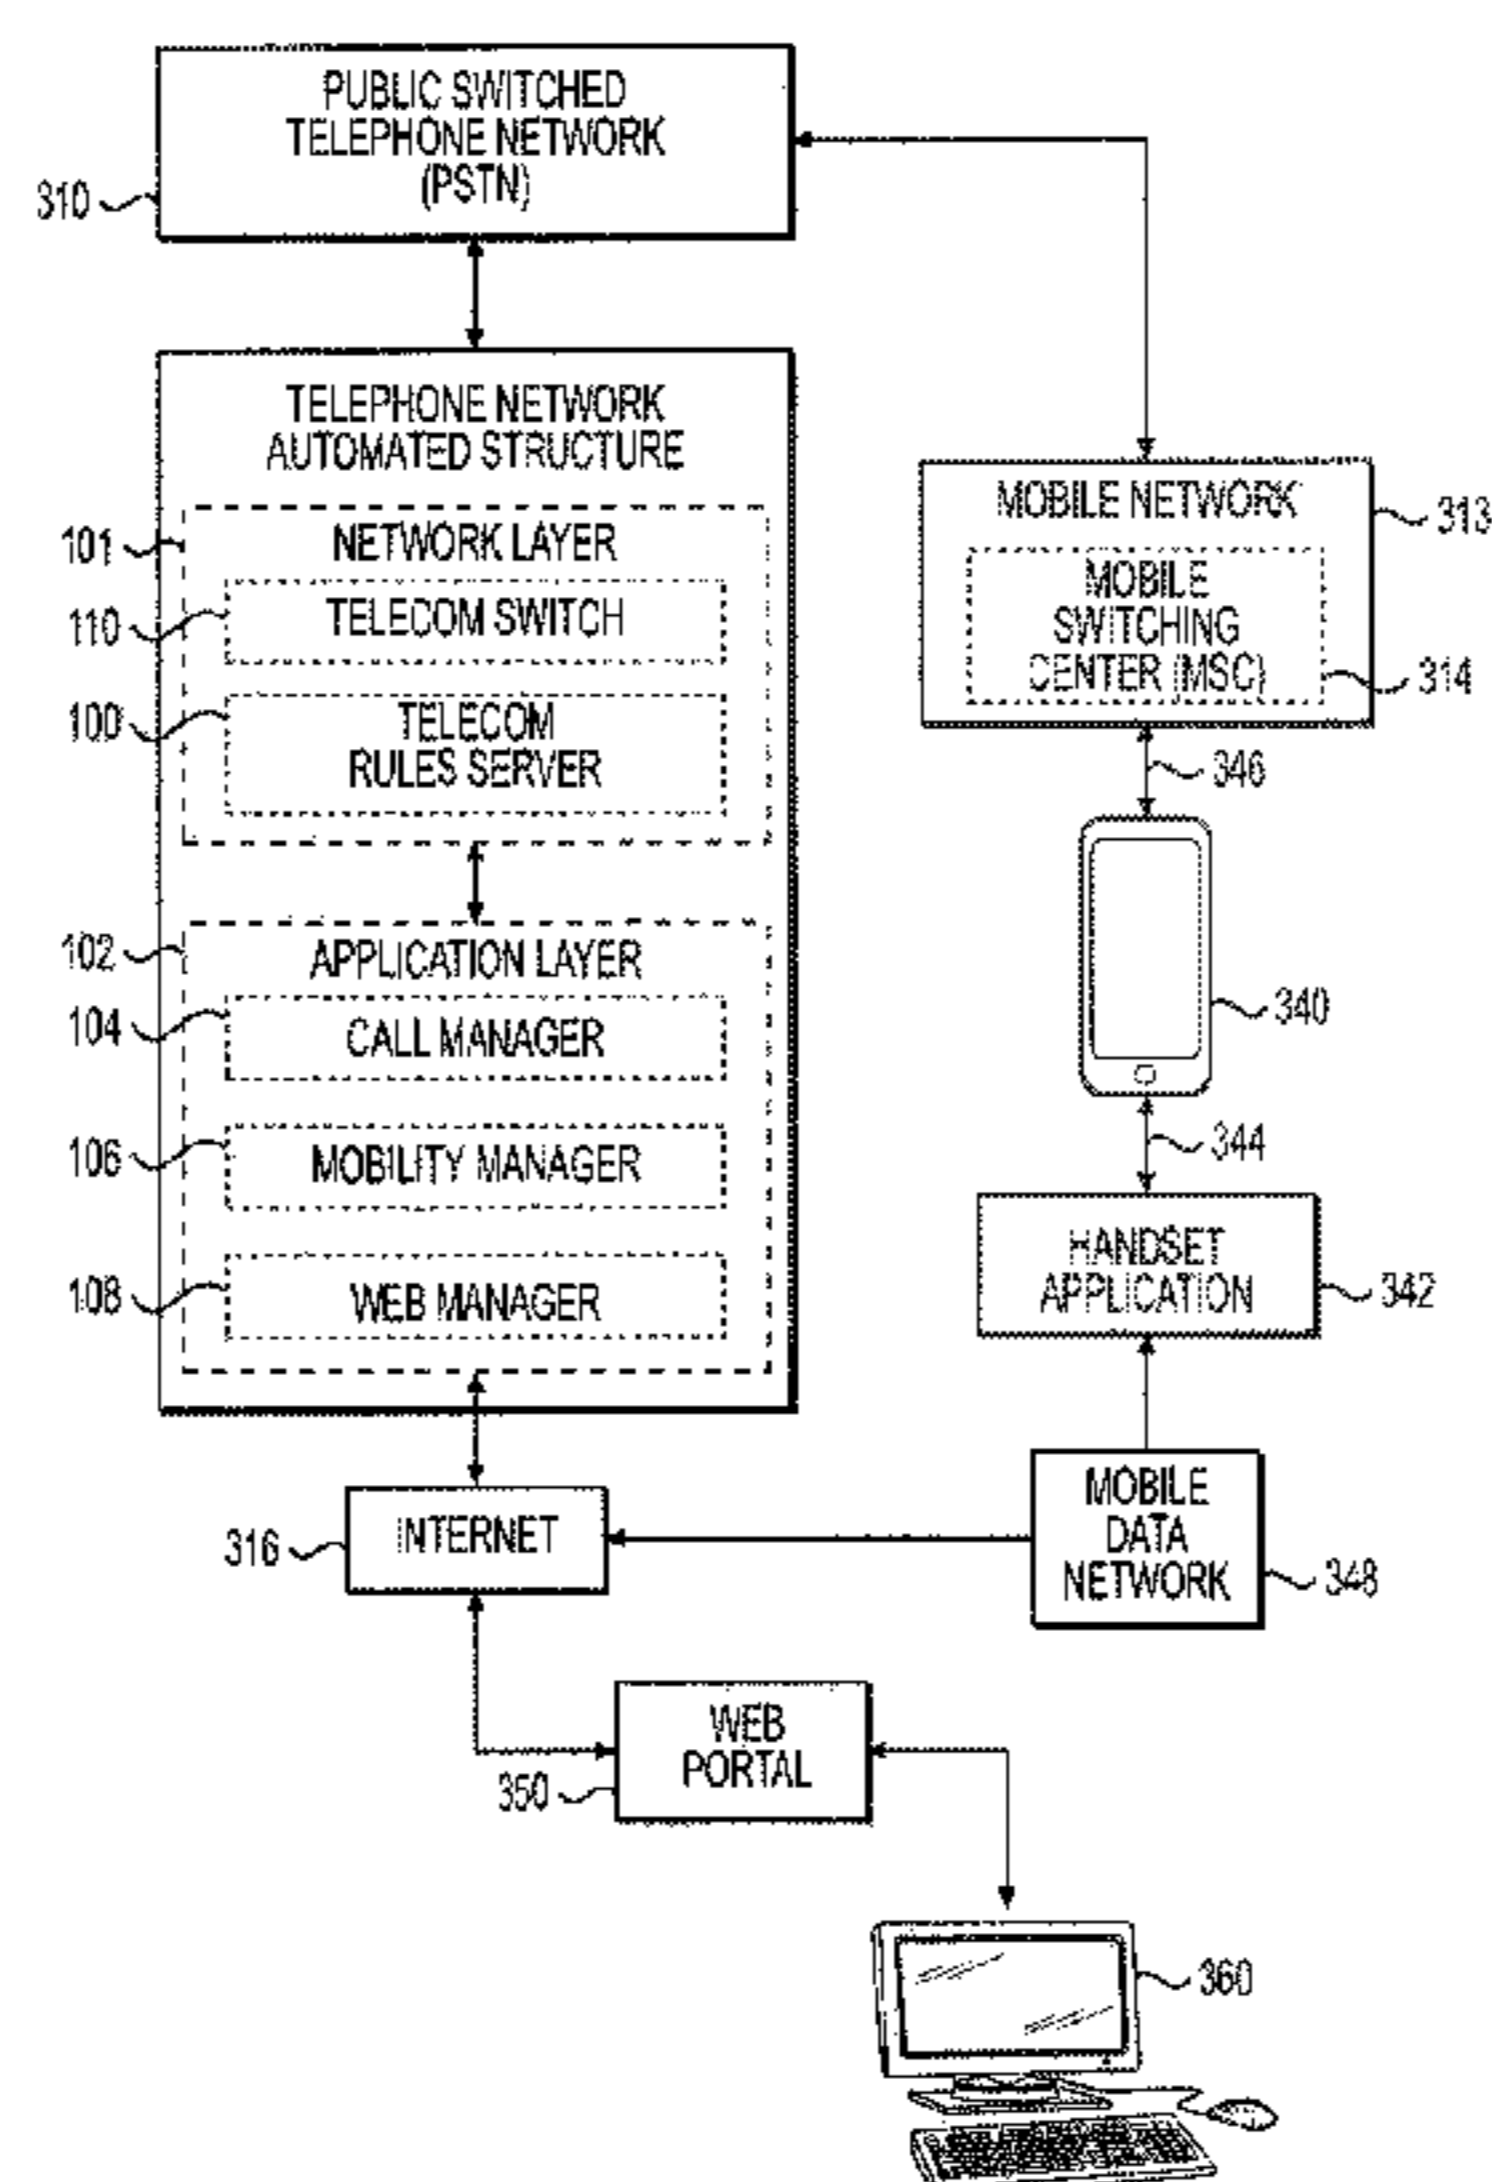 PUBLIC SWITCHED
TELEPHONE NETWORK
(PSTN)
310
TELEPHONE NETWORK
AUTOMATED STRUCTURE
101
NETWORK LAYER
110
TELECOM SWITCH
100
TELECOM
RULES SERVER
102
APPLICATION LAYER
104
CALL MANAGER
106
MOBILITY MANAGER
108
WEB MANAGER
MOBILE NETWORK
313
MOBILE
SWITCHING
CENTER (MSC)
314
346
340
344
HANDSET
APPLICATION
342
INTERNET
316
MOBILE
DATA
NETWORK
348
WEB
PORTAL
350
360